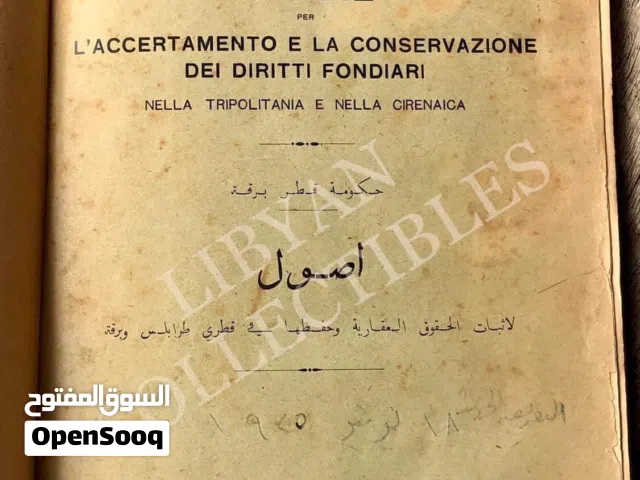 PER
L'ACCERTAMENTO E LA CONSERVAZIONE
DEI DIRITTI FONDIARI
NELLA TRIPOLITANIA E NELLA CIRENAICA
حكومة قطر برقة
اصول
لاثبات الحقوق العقارية وحفظها في قطري طرابلس وبرقة
LIBYAN
COLLECTIBLES
السوق المفتوح
OpenSooq